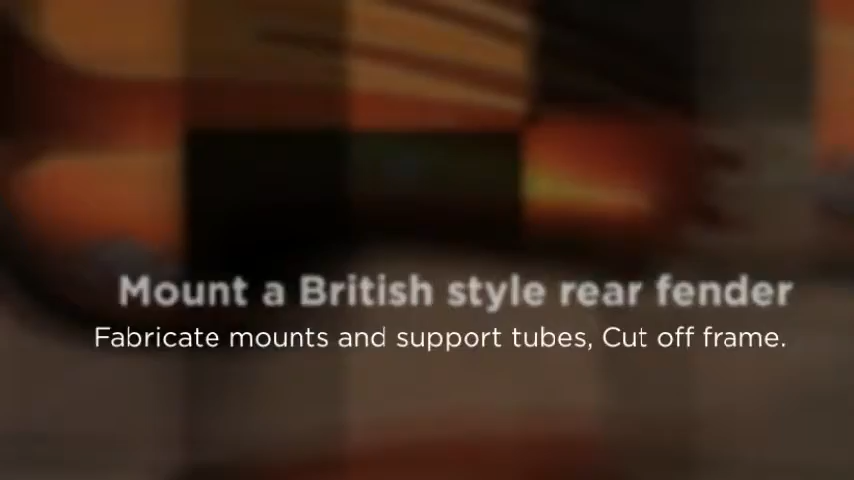 Mount a British style rear fender
Fabricate mounts and support tubes, Cut off frame.